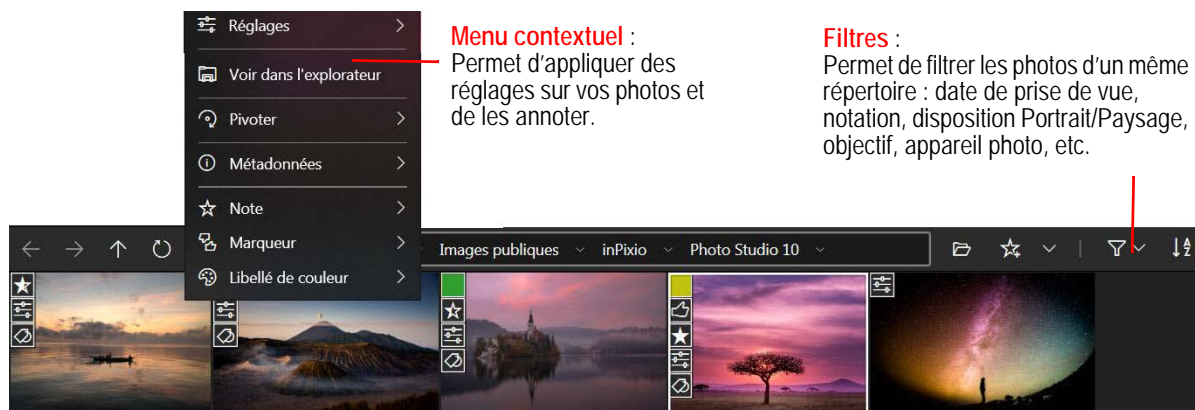 Réglages
Voir dans l'explorateur
Pivoter
Métadonnées
Note
Marqueur
Libellé de couleur
Menu contextuel :
Permet d'appliquer des
réglages sur vos photos et
de les annoter.
Filtres :
Permet de filtrer les photos d'un même
répertoire : date de prise de vue,
notation, disposition Portrait/Paysage,
objectif, appareil photo, etc.
Images publiques inPixio Photo Studio 10